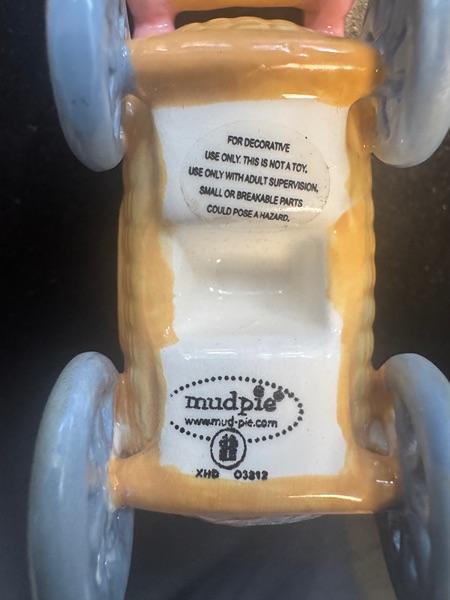 FOR DECORATIVE
USE ONLY. THIS IS NOT A TOY.
USE ONLY WITH ADULT SUPERVISION.
SMALL OR BREAKABLE PARTS
COULD POSE A HAZARD.
mudpie
www.mud-pie.com
XHD 03812